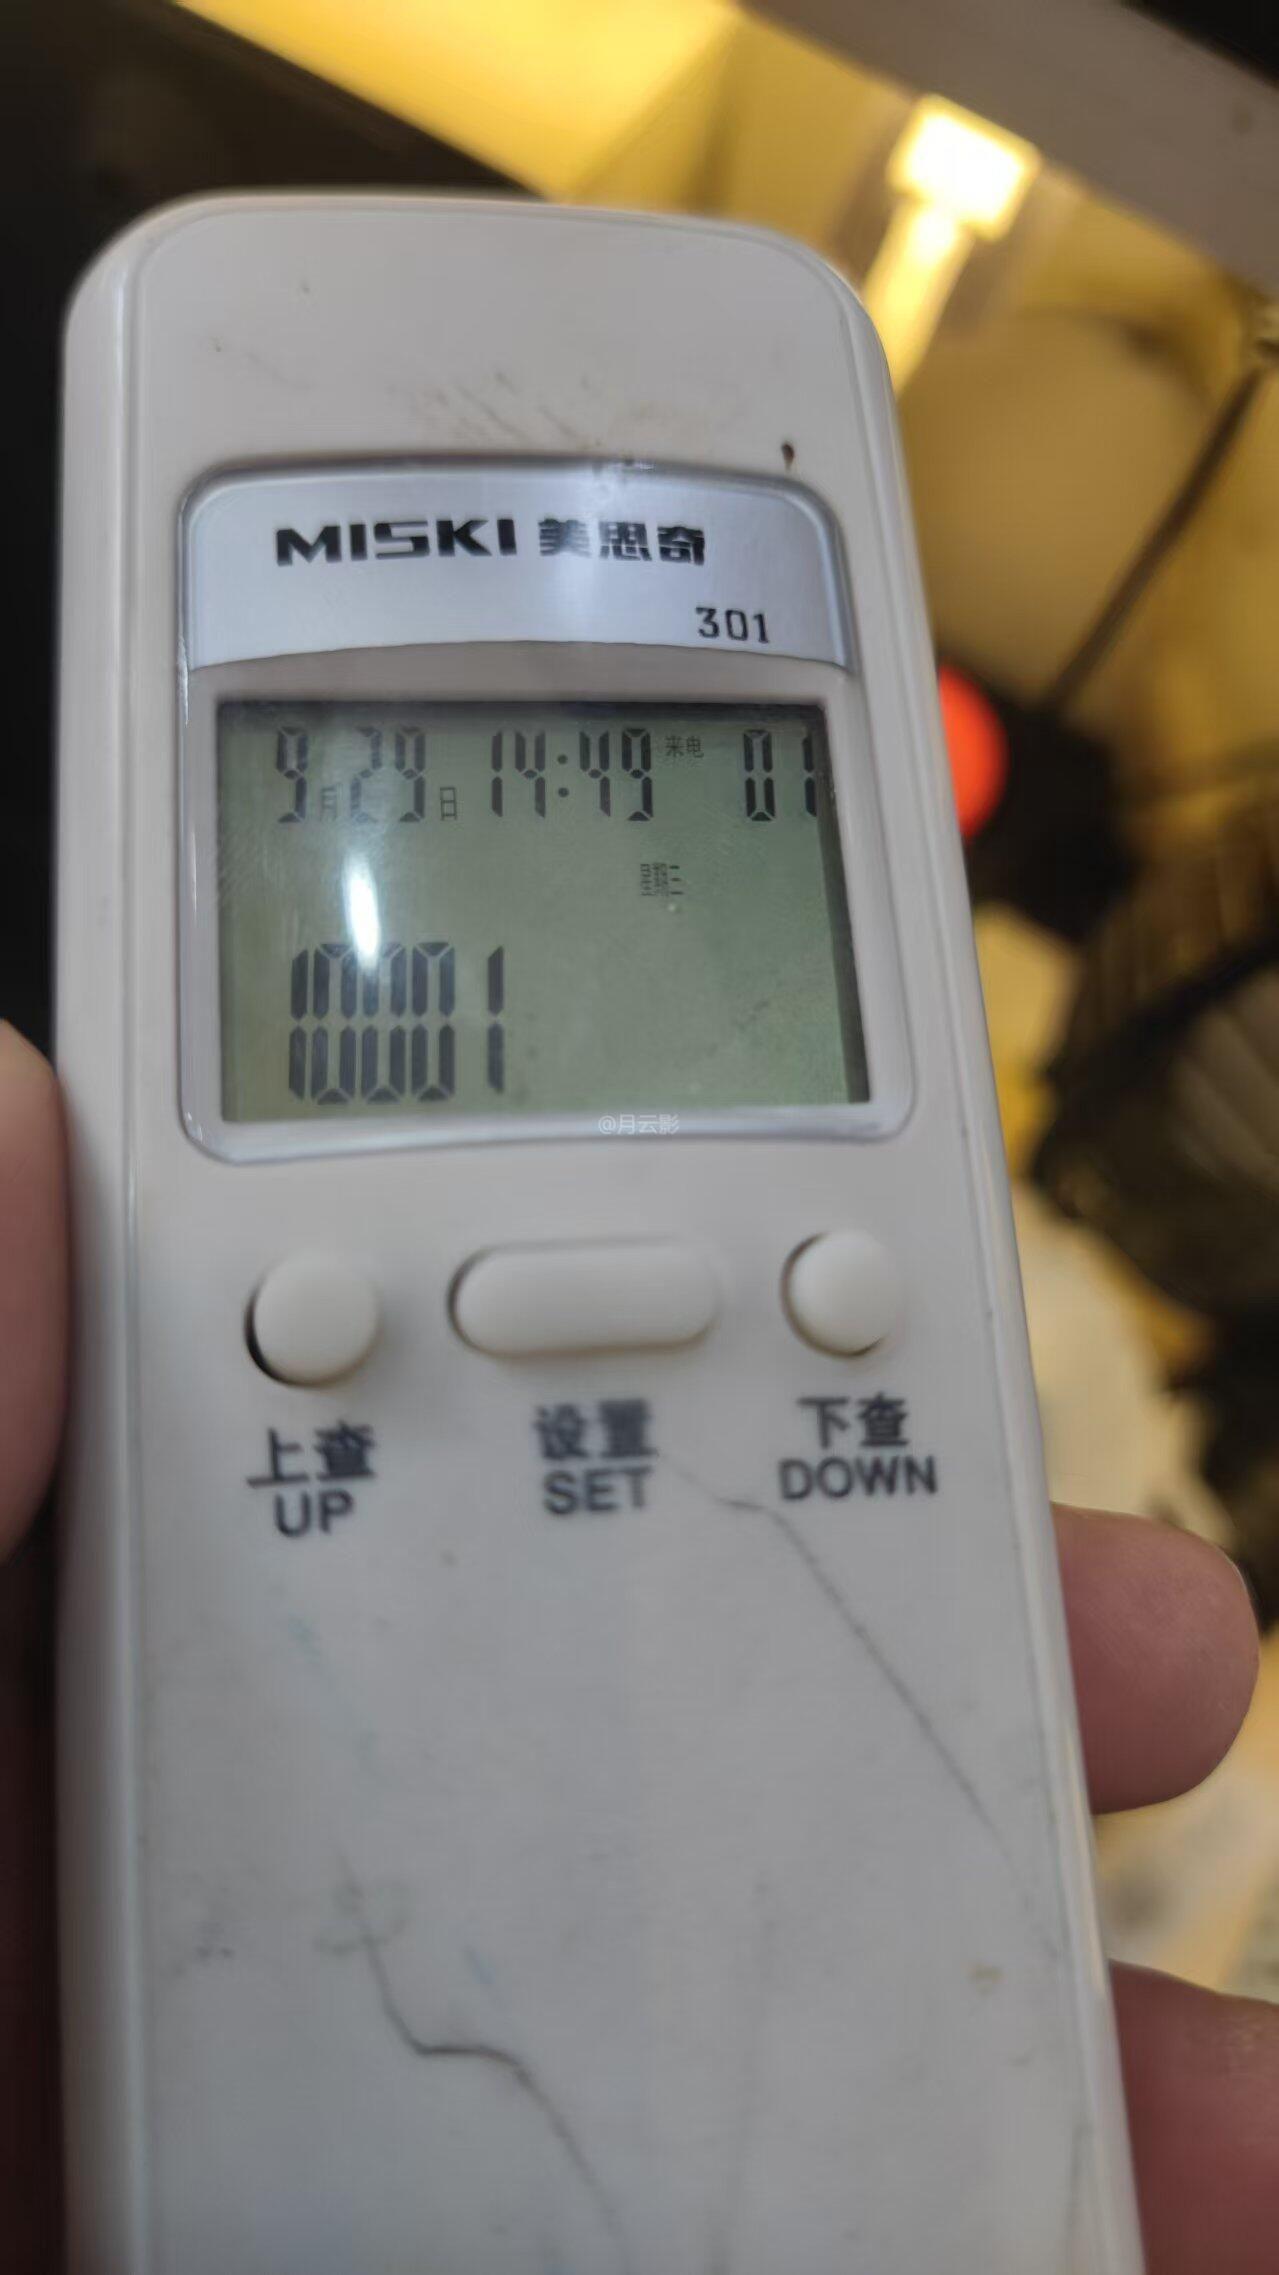 MISKI 美思奇
301
9月29日 14:49 来电 01
星期三
10001
@月云影
上查 设置 下查
UP SET DOWN